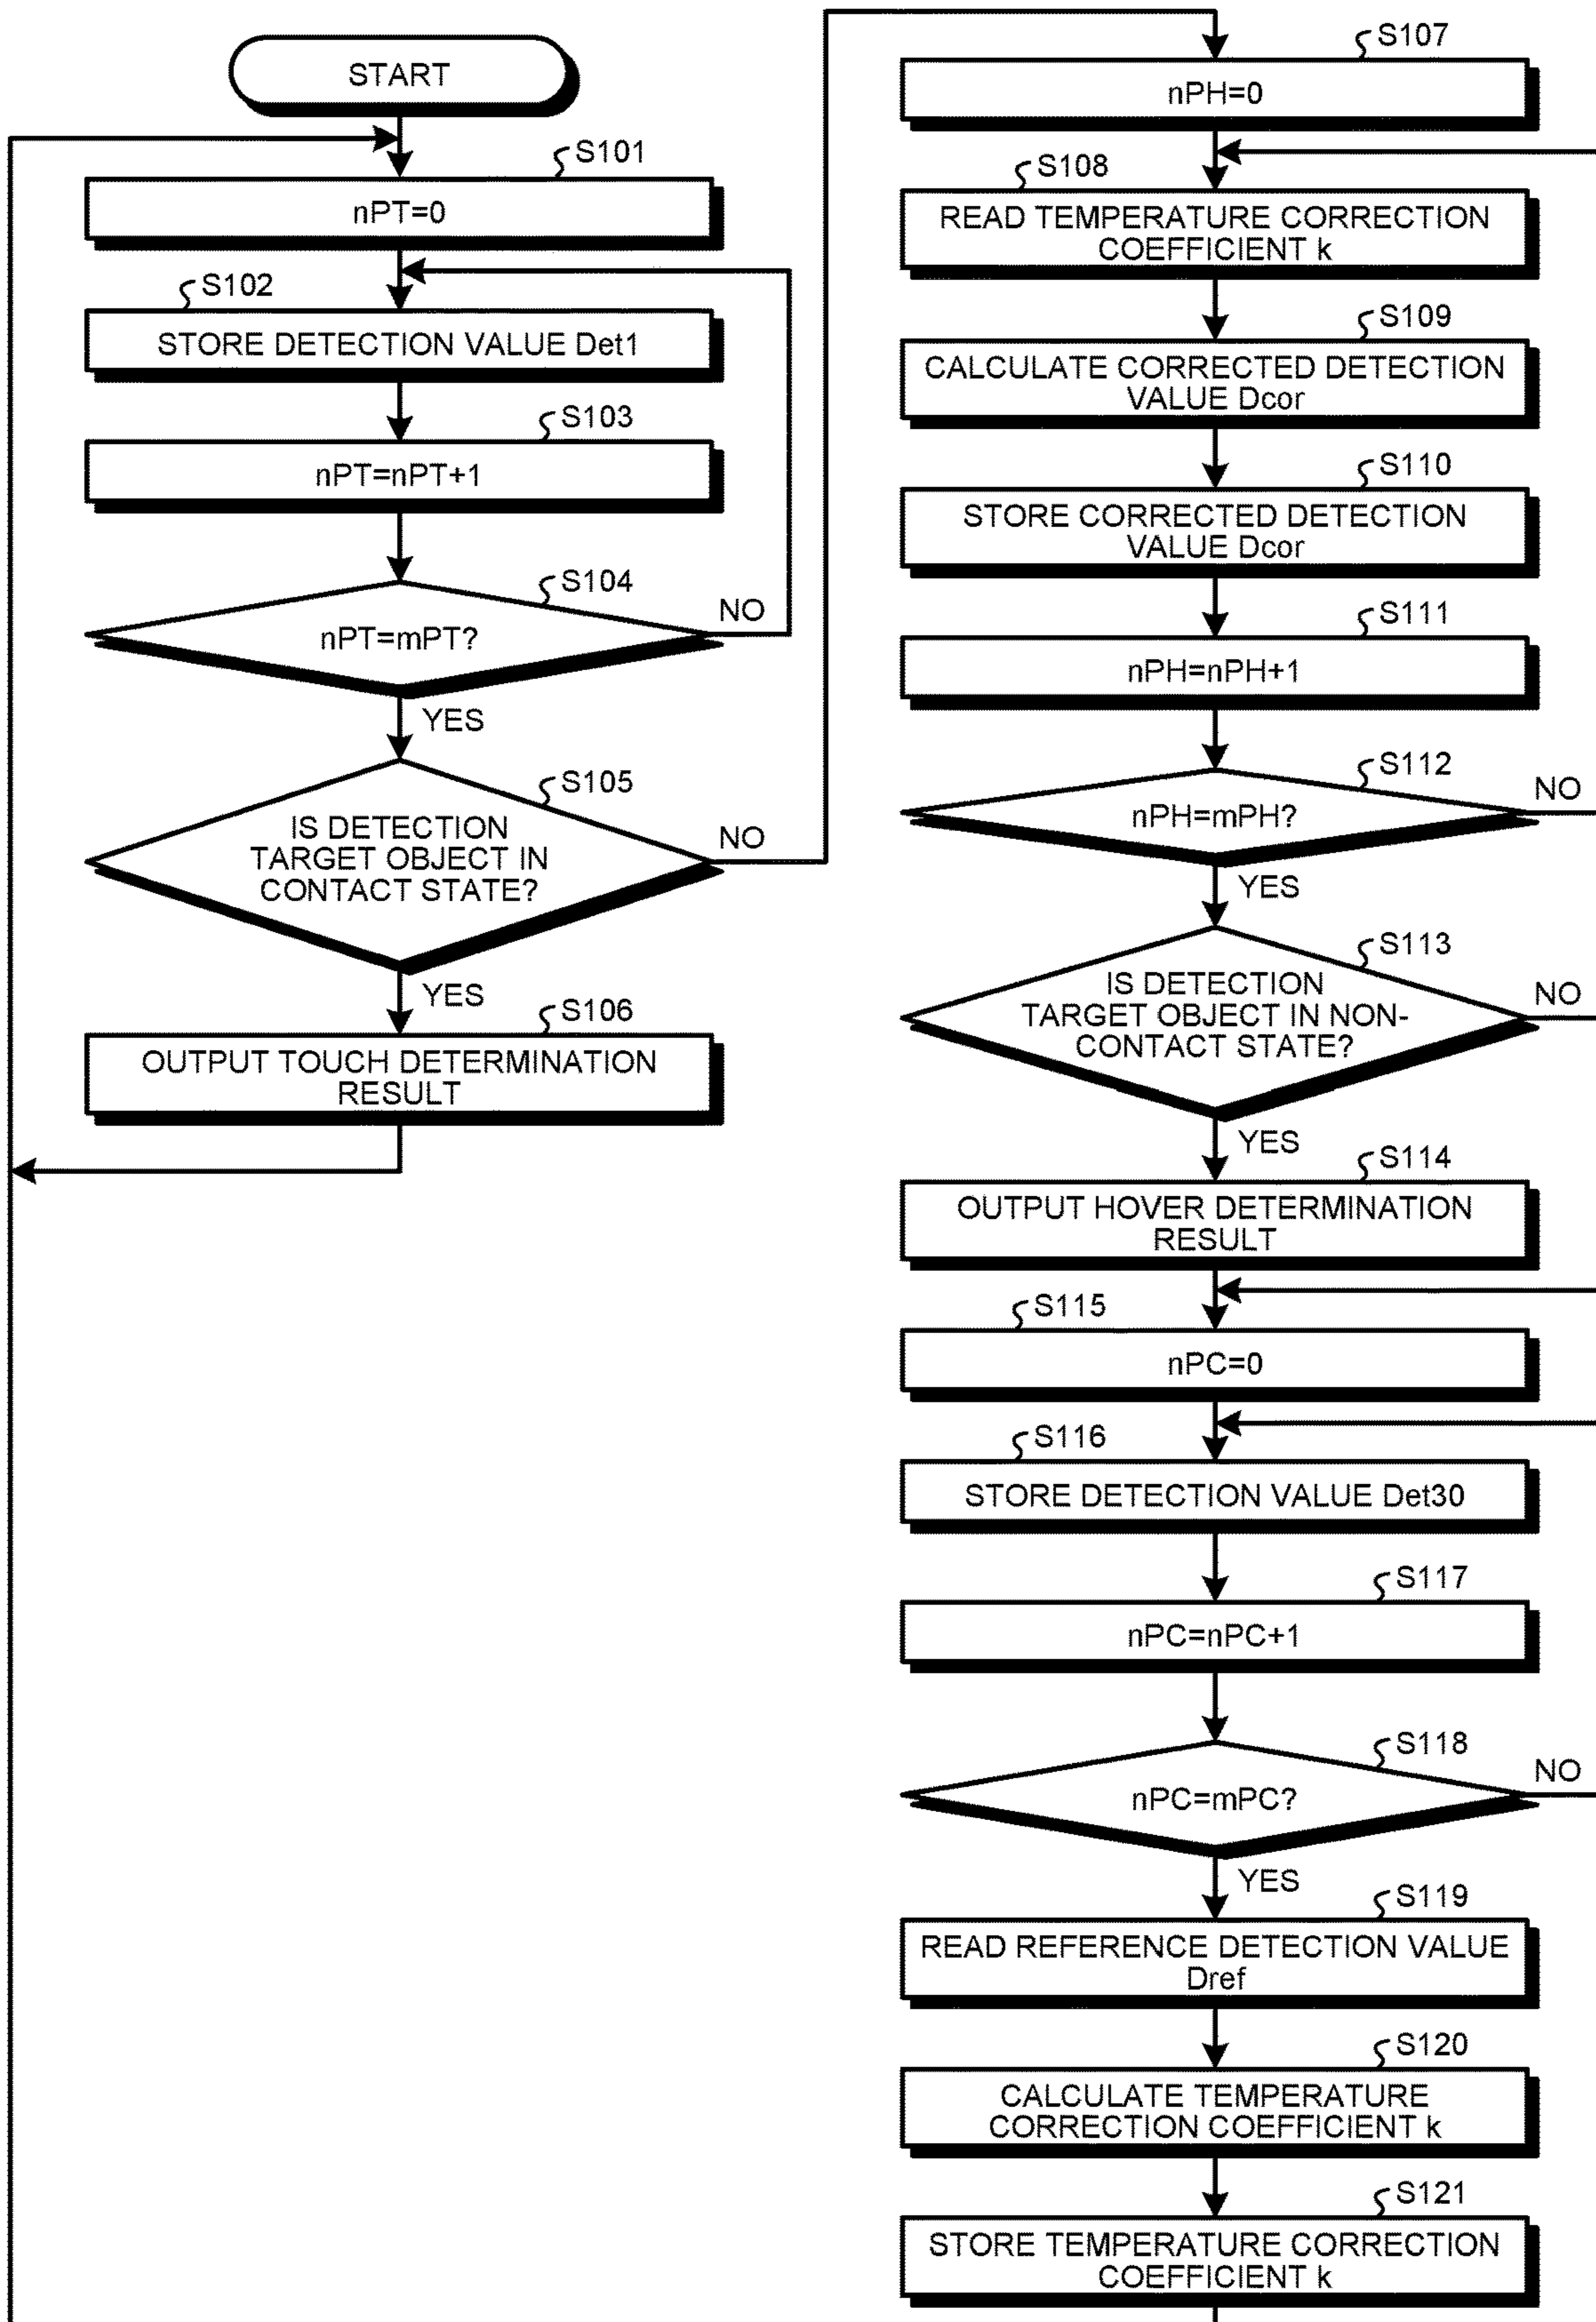 START
S101
nPT=0
S102
STORE DETECTION VALUE Det1
S103
nPT=nPT+1
S104
nPT=mPT?
NO
YES
S105
IS DETECTION
TARGET OBJECT IN
CONTACT STATE?
NO
YES
S106
OUTPUT TOUCH DETERMINATION
RESULT
S107
nPH=0
S108
READ TEMPERATURE CORRECTION
COEFFICIENT k
S109
CALCULATE CORRECTED DETECTION
VALUE Dcor
S110
STORE CORRECTED DETECTION
VALUE Dcor
S111
nPH=nPH+1
S112
nPH=mPH?
NO
YES
S113
IS DETECTION
TARGET OBJECT IN NON-
CONTACT STATE?
NO
YES
S114
OUTPUT HOVER DETERMINATION
RESULT
S115
nPC=0
S116
STORE DETECTION VALUE Det30
S117
nPC=nPC+1
S118
nPC=mPC?
NO
YES
S119
READ REFERENCE DETECTION VALUE
Dref
S120
CALCULATE TEMPERATURE
CORRECTION COEFFICIENT k
S121
STORE TEMPERATURE CORRECTION
COEFFICIENT k